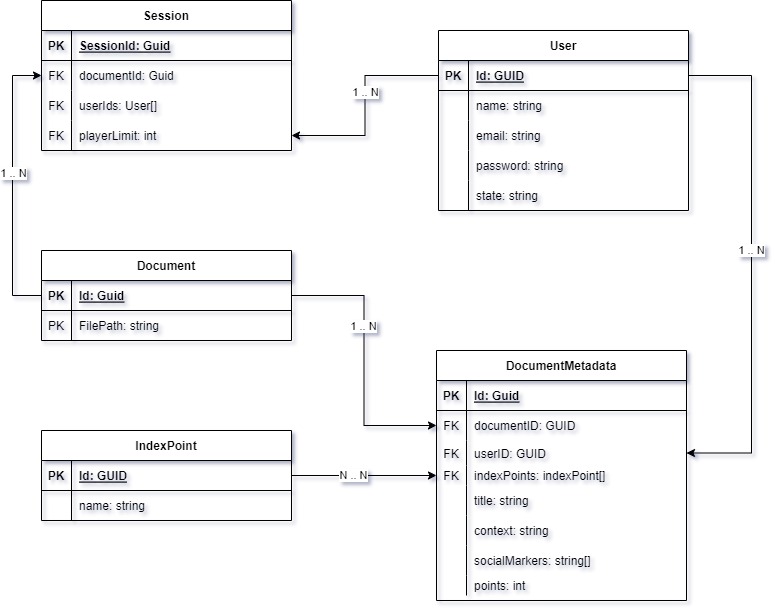 Session
PK SessionId: Guid
FK documentId: Guid
FK userIds: User[]
FK playerLimit: int
User
PK Id: GUID
name: string
email: string
password: string
state: string
1 .. N
1 .. N
1 .. N
Document
PK Id: Guid
PK FilePath: string
1 .. N
DocumentMetadata
PK Id: Guid
FK documentID: GUID
FK userID: GUID
FK indexPoints: indexPoint[]
title: string
context: string
socialMarkers: string[]
points: int
IndexPoint
PK Id: GUID
name: string
N .. N